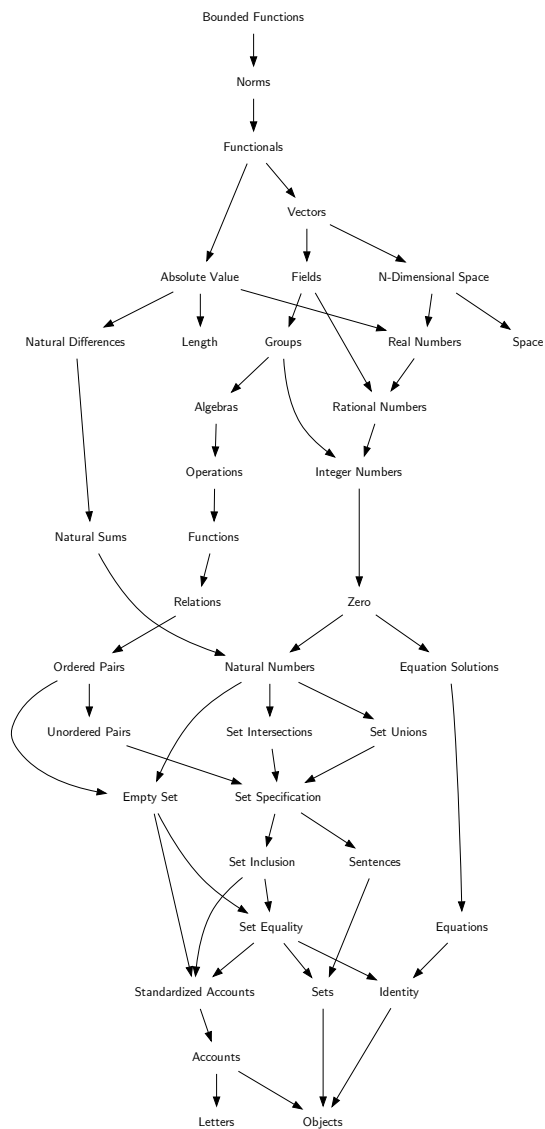 Bounded Functions
Norms
Functionals
Vectors
Absolute Value
Fields
N-Dimensional Space
Natural Differences
Length
Groups
Real Numbers
Space
Algebras
Rational Numbers
Operations
Integer Numbers
Natural Sums
Functions
Relations
Zero
Ordered Pairs
Natural Numbers
Equation Solutions
Unordered Pairs
Set Intersections
Set Unions
Empty Set
Set Specification
Set Inclusion
Sentences
Set Equality
Equations
Standardized Accounts
Sets
Identity
Accounts
Letters
Objects